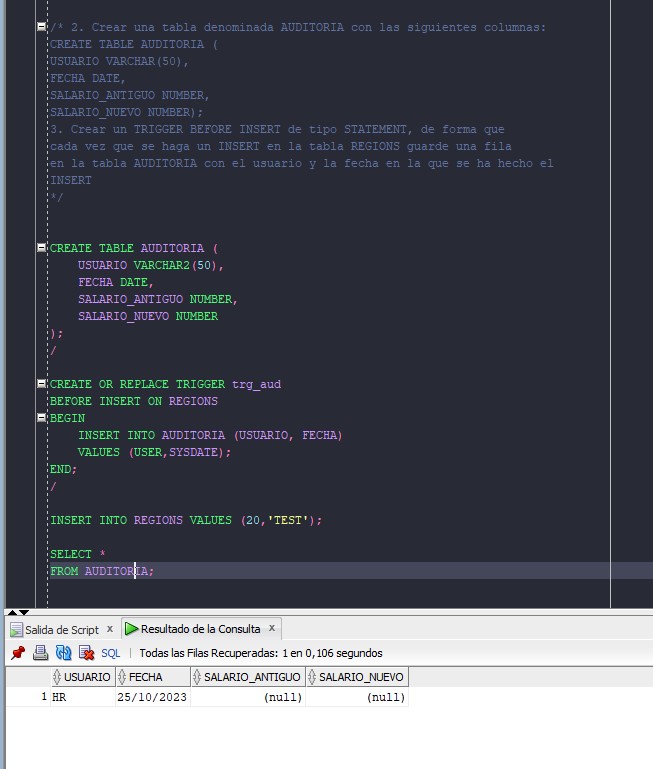 /* 2. Crear una tabla denominada AUDITORIA con las siguientes columnas:
CREATE TABLE AUDITORIA (
USUARIO VARCHAR(50),
FECHA DATE,
SALARIO_ANTIGUO NUMBER,
SALARIO_NUEVO NUMBER);
3. Crear un TRIGGER BEFORE INSERT de tipo STATEMENT, de forma que
cada vez que se haga un INSERT en la tabla REGIONS guarde una fila
en la tabla AUDITORIA con el usuario y la fecha en la que se ha hecho el
INSERT
*/
CREATE TABLE AUDITORIA (
USUARIO VARCHAR2(50),
FECHA DATE,
SALARIO_ANTIGUO NUMBER,
SALARIO_NUEVO NUMBER
);
/
CREATE OR REPLACE TRIGGER trg_aud
BEFORE INSERT ON REGIONS
BEGIN
INSERT INTO AUDITORIA (USUARIO, FECHA)
VALUES (USER,SYSDATE);
END;
/
INSERT INTO REGIONS VALUES (20,'TEST');
SELECT *
FROM AUDITORIA;
Salida de Script x Resultado de la Consulta x
SQL | Todas las Filas Recuperadas: 1 en 0,106 segundos
USUARIO FECHA SALARIO_ANTIGUO SALARIO_NUEVO
1 HR 25/10/2023 (null) (null)